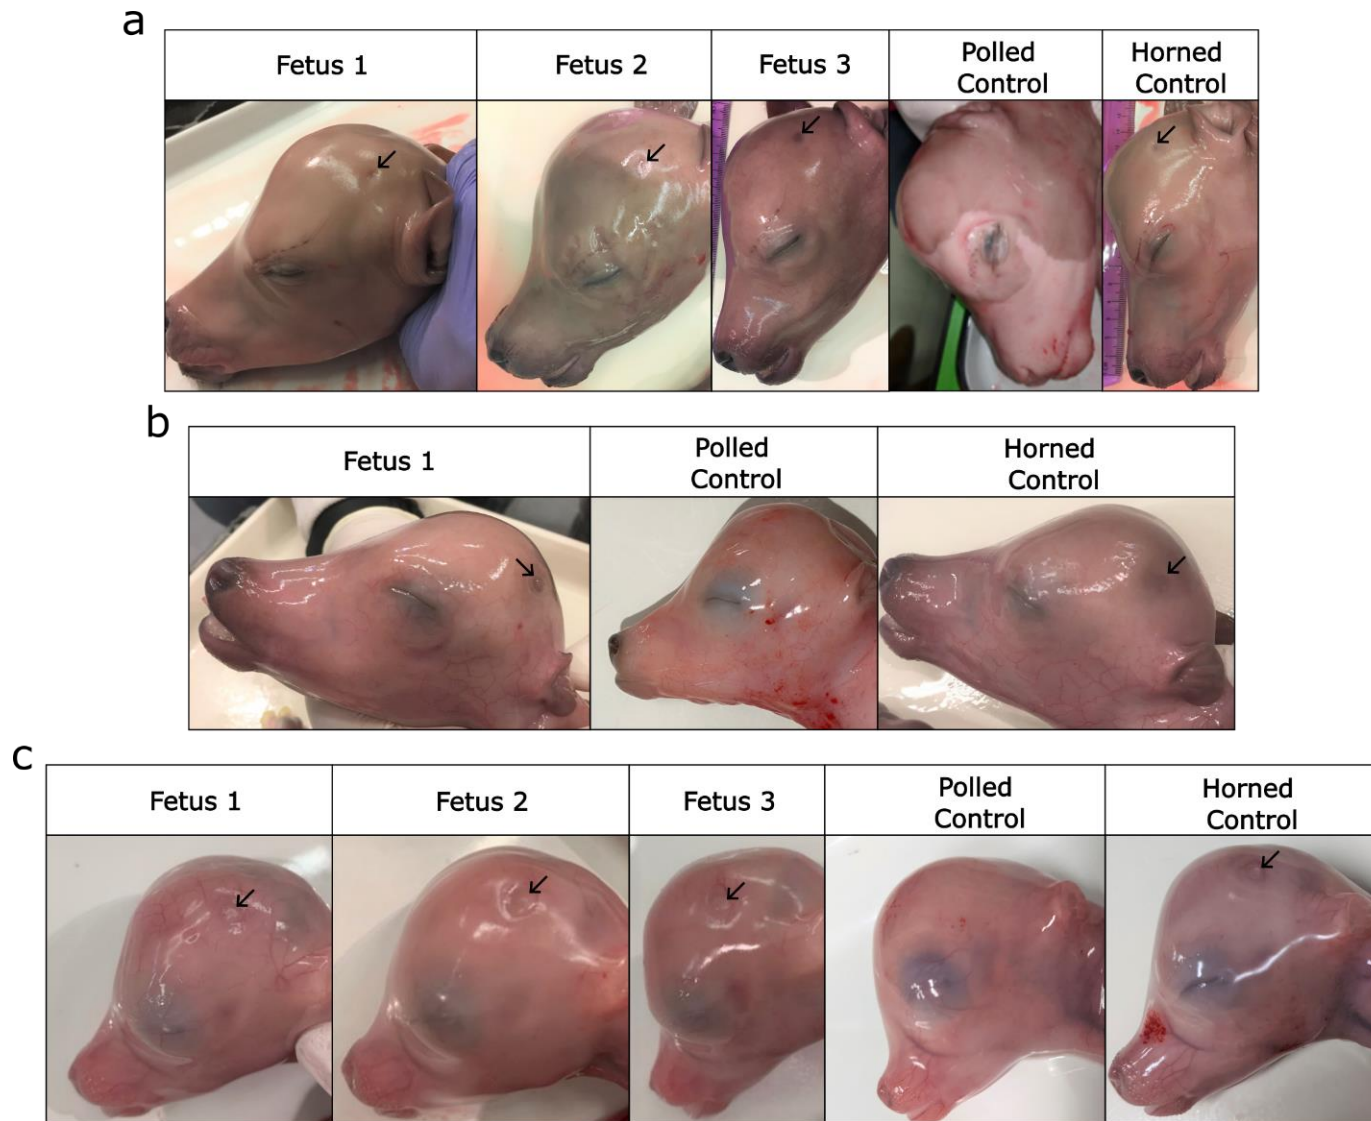 a
Fetus 1
Fetus 2
Fetus 3
Polled
Control
Horned
Control
b
Fetus 1
Polled
Control
Horned
Control
c
Fetus 1
Fetus 2
Fetus 3
Polled
Control
Horned
Control